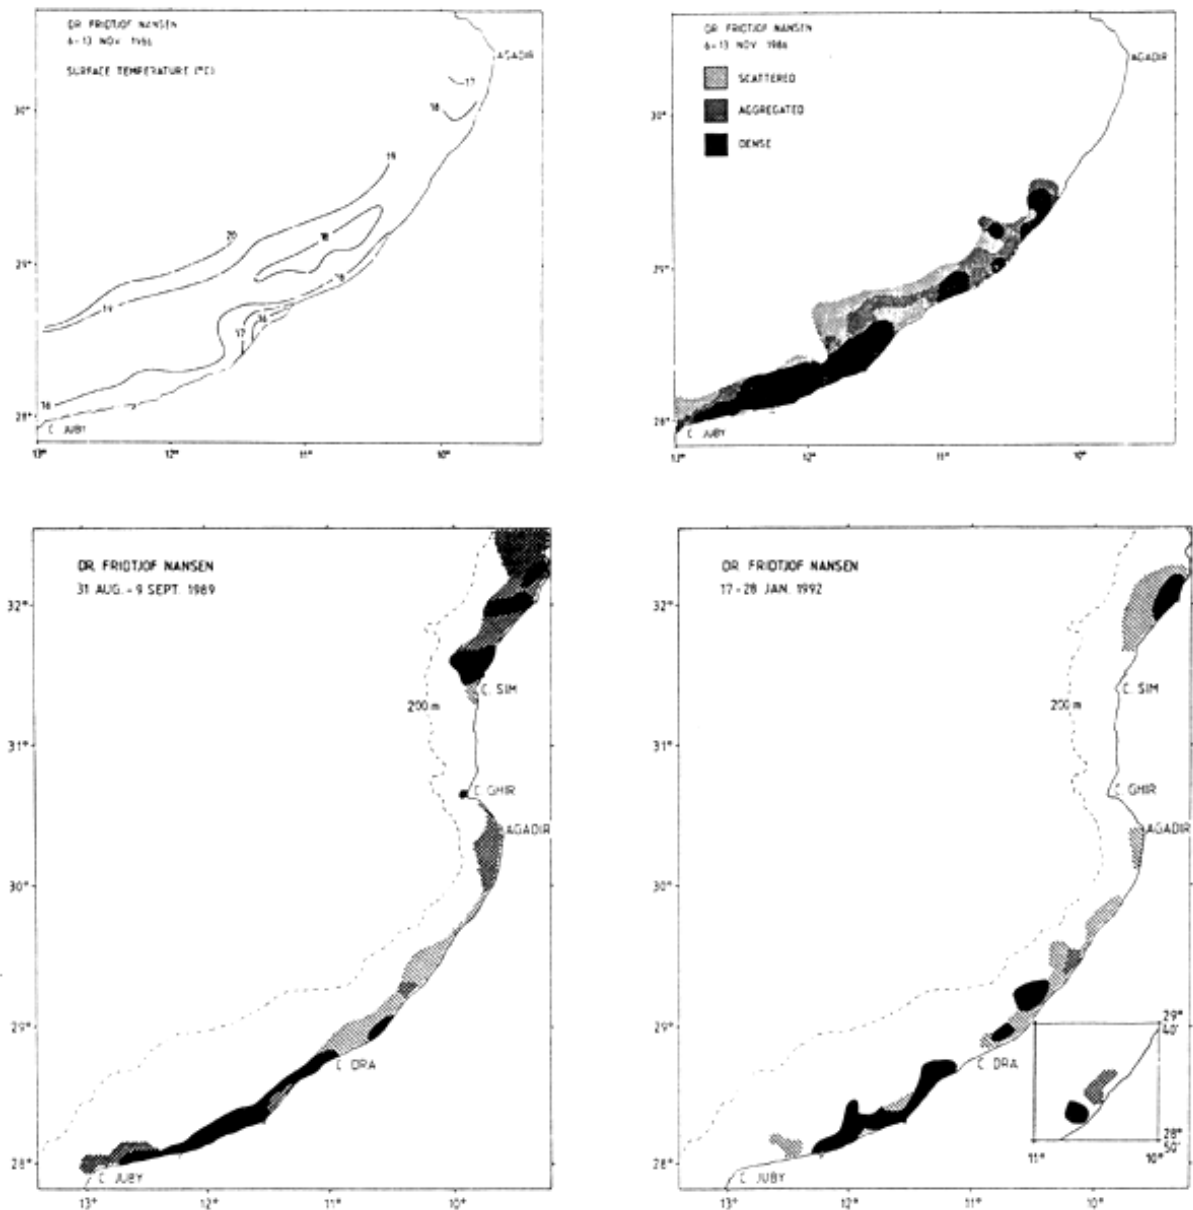 DR FRIDTJOF NANSEN
6-13 NOV 1986
SURFACE TEMPERATURE (°C)
AGADIR
17
18
30°
19
20
18
29°
19
18
17
16
28°
C JUBY
13°
12°
11°
10°
DR FRIDTJOF NANSEN
6-13 NOV 1986
SCATTERED
AGGREGATED
DENSE
AGADIR
30°
29°
28°
C JUBY
13°
12°
11°
10°
DR. FRIDTJOF NANSEN
31 AUG. - 9 SEPT. 1989
32°
C. SIM
200 m
31°
C. GHIR
AGADIR
30°
29°
C. DRA
28°
C. JUBY
13°
12°
11°
10°
DR. FRIDTJOF NANSEN
17-28 JAN. 1992
32°
C. SIM
200 m
31°
C. GHIR
AGADIR
30°
29°
C. DRA
29°
40'
28°
50'
11°
10°
28°
C. JUBY
13°
12°
11°
10°